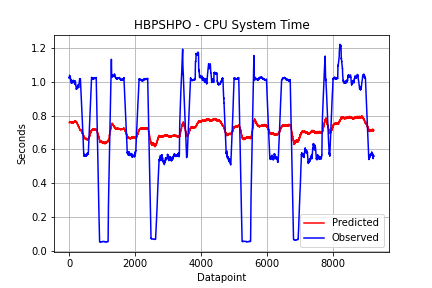 HBPSHPO - CPU System Time
1.2
1.0
0.8
0.6
0.4
0.2
0.0
Seconds
0 2000 4000 6000 8000
Datapoint
Predicted
Observed